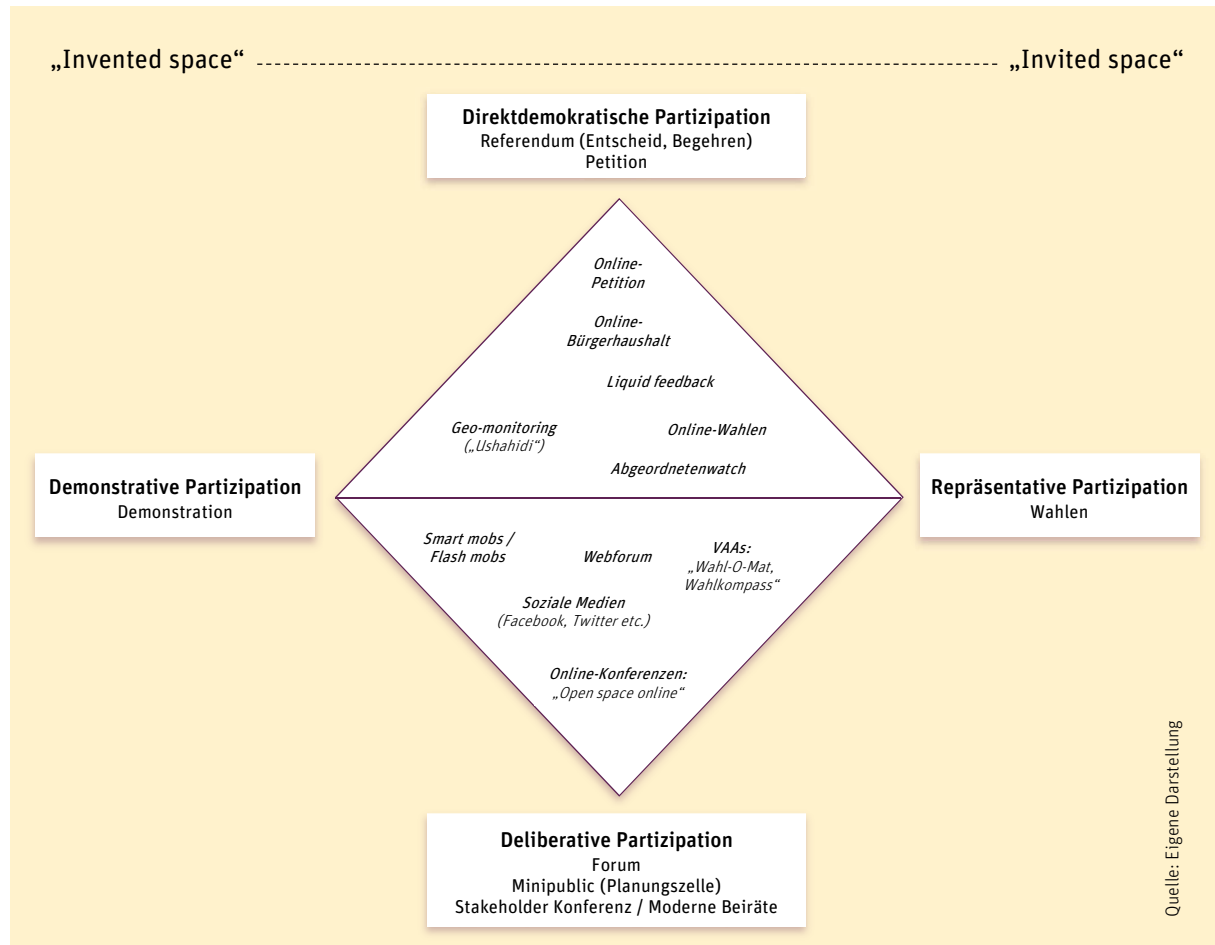 „Invented space“ „Invited space“
Direktdemokratische Partizipation
Referendum (Entscheid, Begehren)
Petition
Online-
Petition
Online-
Bürgerhaushalt
Liquid feedback
Geo-monitoring
(„Ushahidi“)
Online-Wahlen
Abgeordnetenwatch
Demonstrative Partizipation
Demonstration
Repräsentative Partizipation
Wahlen
Smart mobs /
Flash mobs
Webforum
VAAs:
„Wahl-O-Mat,
Wahlkompass“
Soziale Medien
(Facebook, Twitter etc.)
Online-Konferenzen:
„Open space online“
Deliberative Partizipation
Forum
Minipublic (Planungszelle)
Stakeholder Konferenz / Moderne Beiräte
Quelle: Eigene Darstellung